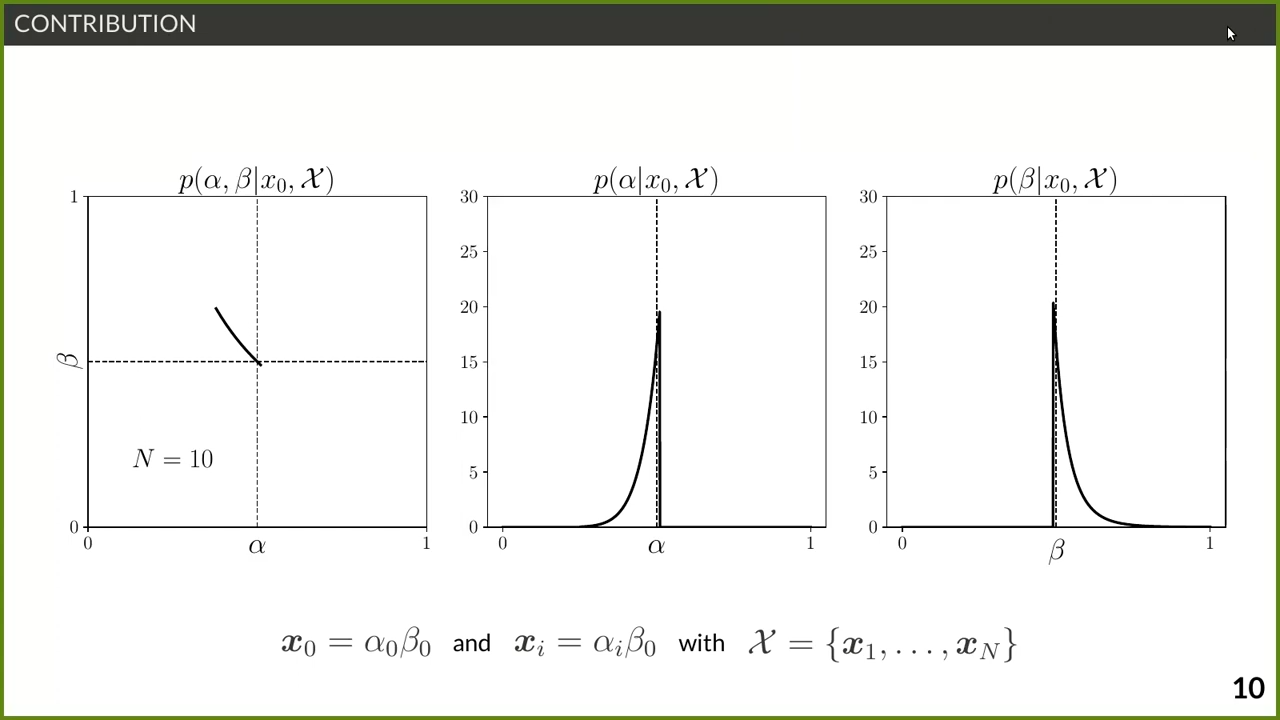 CONTRIBUTION
p(α, β|x₀, 𝒳)
1
β
N = 10
0
0
α
1
p(α|x₀, 𝒳)
30
25
20
15
10
5
0
0
α
1
p(β|x₀, 𝒳)
30
25
20
15
10
5
0
0
β
1
x₀ = α₀β₀ and xᵢ = αᵢβ₀ with 𝒳 = {x₁, . . . , x_N}
10